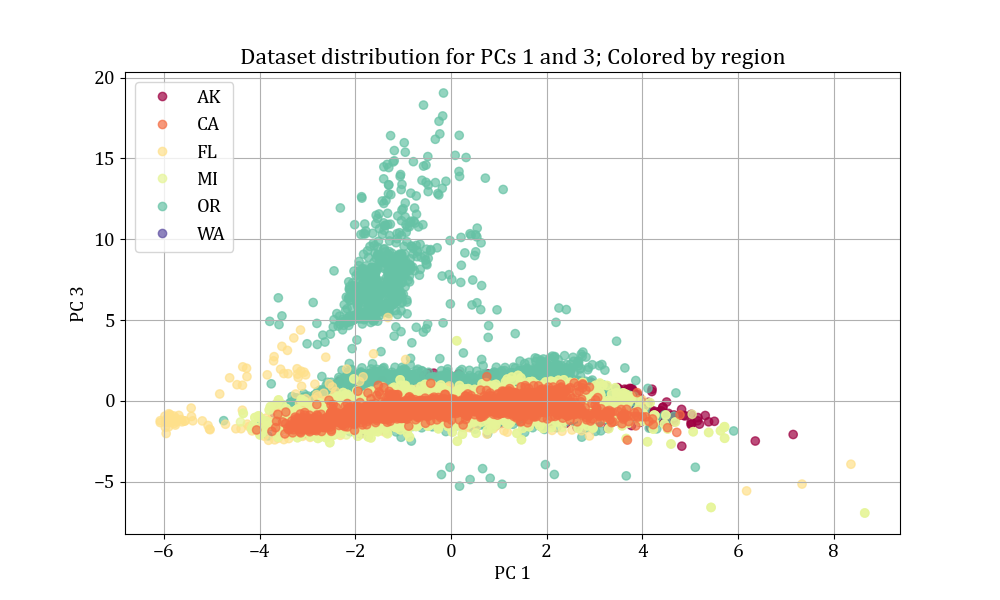 Dataset distribution for PCs 1 and 3; Colored by region
20
15
10
5
0
−5
PC 3
AK
CA
FL
MI
OR
WA
−6 −4 −2 0 2 4 6 8
PC 1